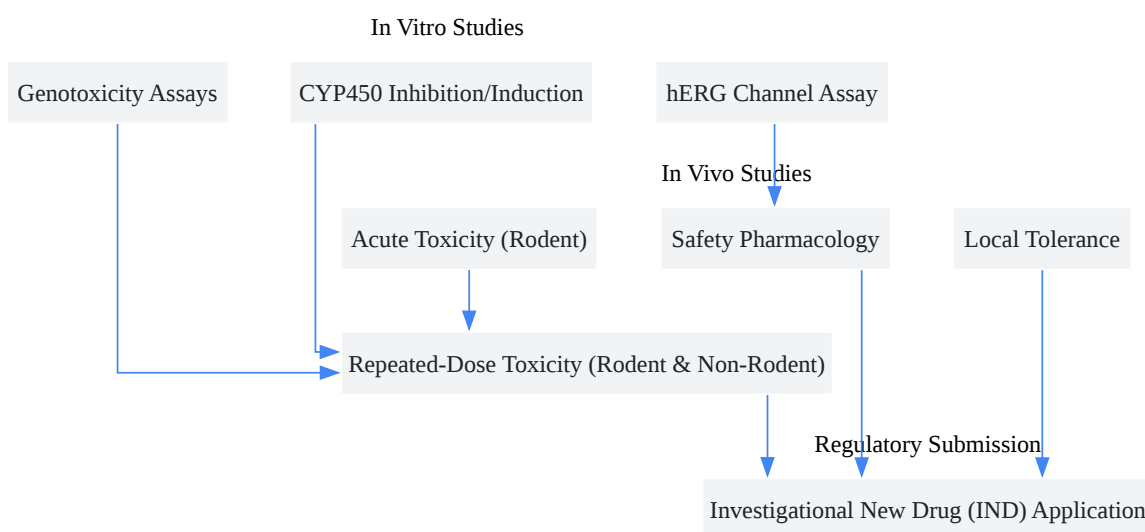 In Vitro Studies
Genotoxicity Assays
CYP450 Inhibition/Induction
hERG Channel Assay
In Vivo Studies
Acute Toxicity (Rodent)
Safety Pharmacology
Local Tolerance
Repeated-Dose Toxicity (Rodent & Non-Rodent)
Regulatory Submission
Investigational New Drug (IND) Application